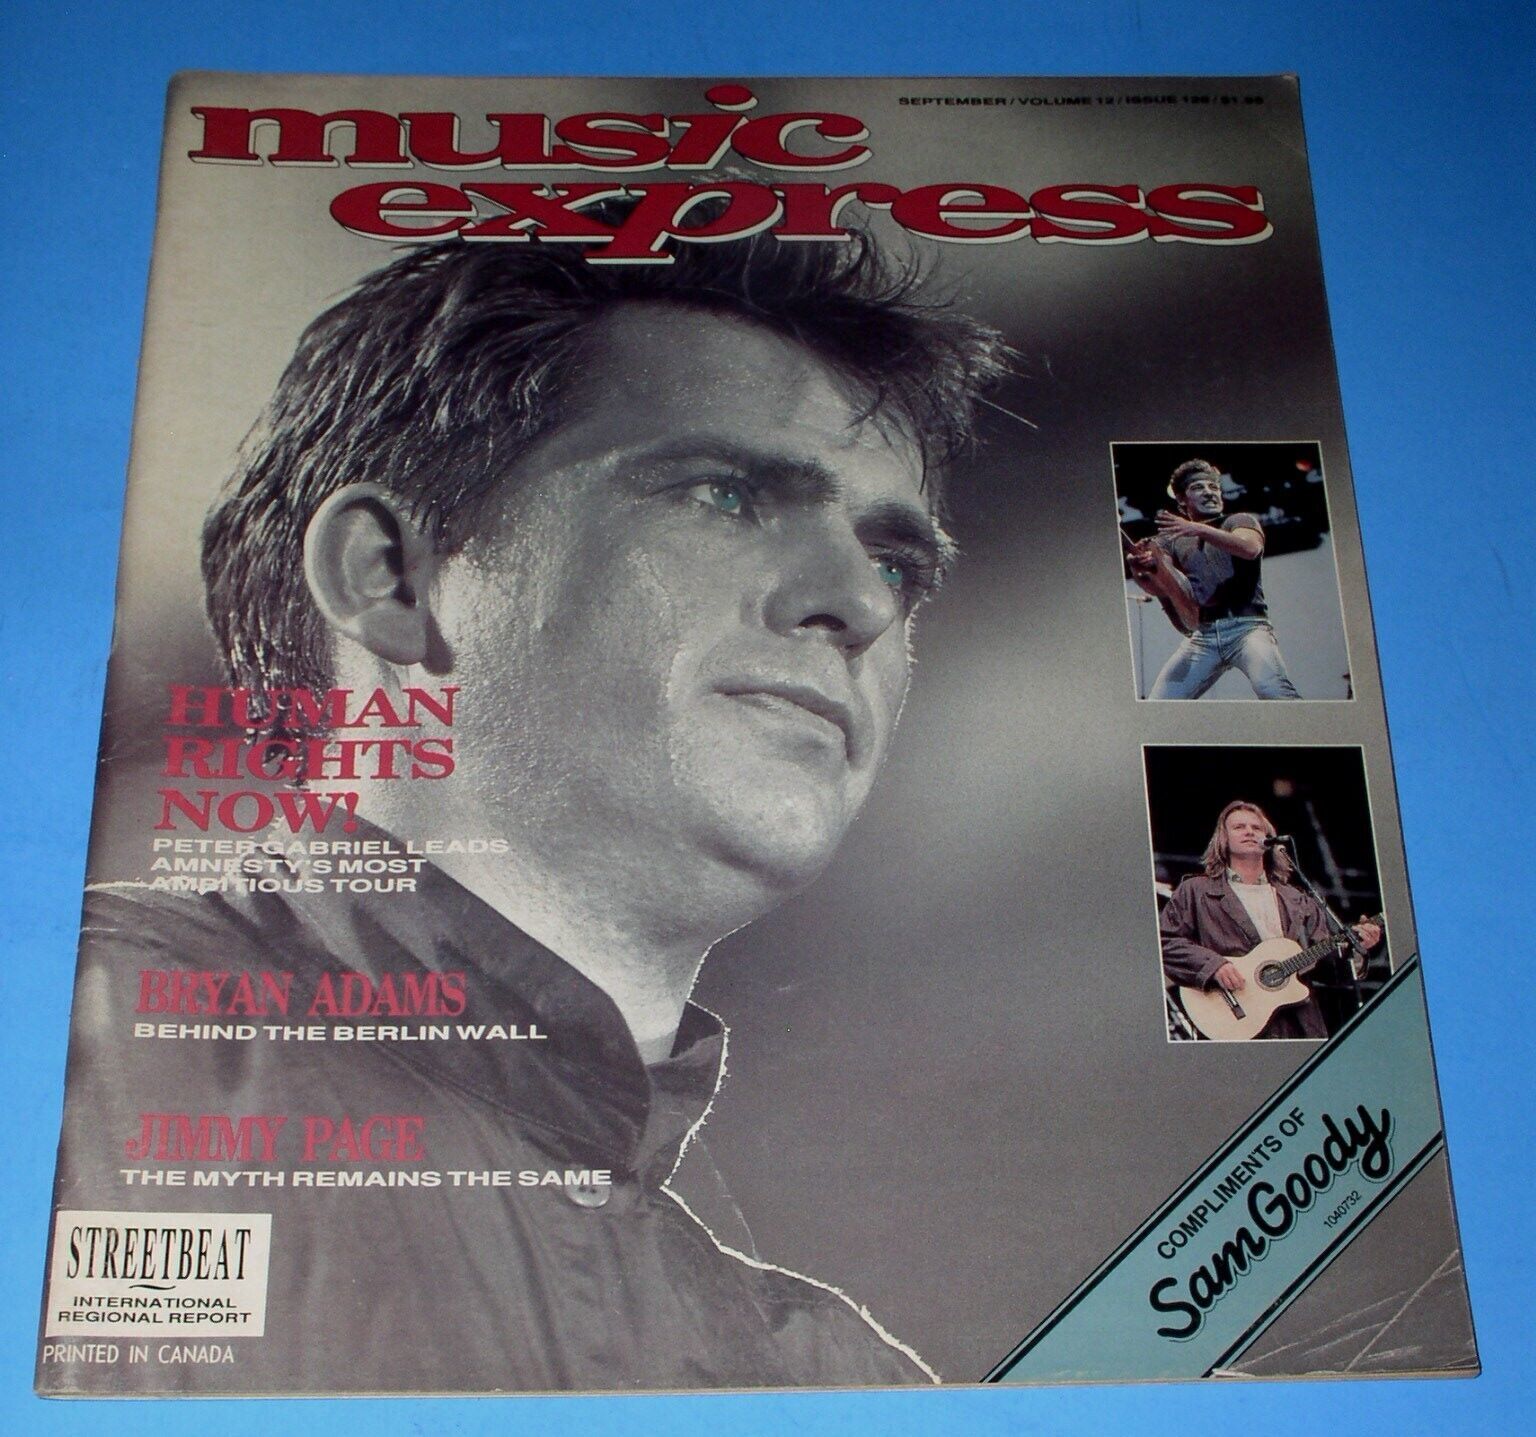 SEPTEMBER / VOLUME 12 / ISSUE 126 / $1.95
music
express
HUMAN
RIGHTS
NOW!
PETER GABRIEL LEADS
AMNESTY'S MOST
AMBITIOUS TOUR
BRYAN ADAMS
BEHIND THE BERLIN WALL
JIMMY PAGE
THE MYTH REMAINS THE SAME
STREETBEAT
INTERNATIONAL
REGIONAL REPORT
PRINTED IN CANADA
COMPLIMENTS OF
Sam Goody
1040732